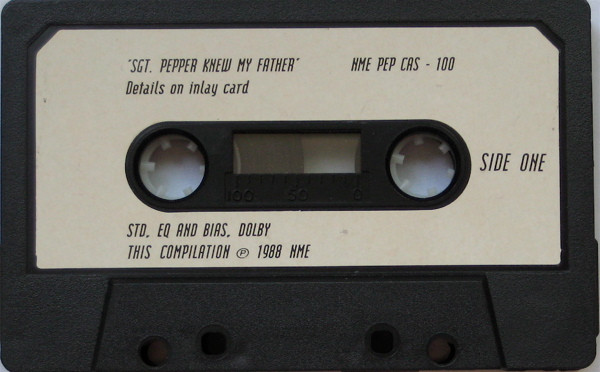 "SGT. PEPPER KNEW MY FATHER" NME PEP CAS - 100
Details on inlay card
SIDE ONE
100 50 0
STD, EQ AND BIAS, DOLBY
THIS COMPILATION ℗ 1988 NME